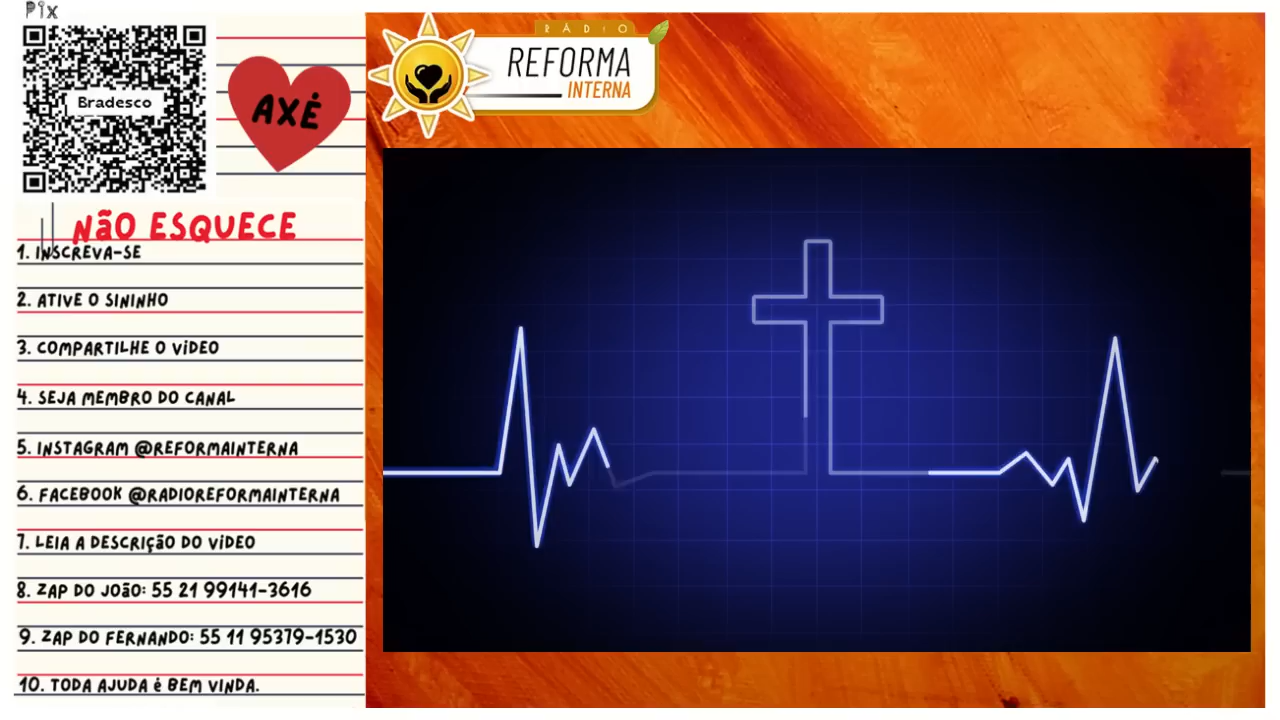 Pix
Bradesco
AXÉ
NÃO ESQUECE
1. INSCREVA-SE
2. ATIVE O SININHO
3. COMPARTILHE O VÍDEO
4. SEJA MEMBRO DO CANAL
5. INSTAGRAM @REFORMAINTERNA
6. FACEBOOK @RADIOREFORMAINTERNA
7. LEIA A DESCRIÇÃO DO VÍDEO
8. ZAP DO JOÃO: 55 21 99141-3616
9. ZAP DO FERNANDO: 55 11 95379-1530
10. TODA AJUDA É BEM VINDA.
RÁDIO
REFORMA
INTERNA